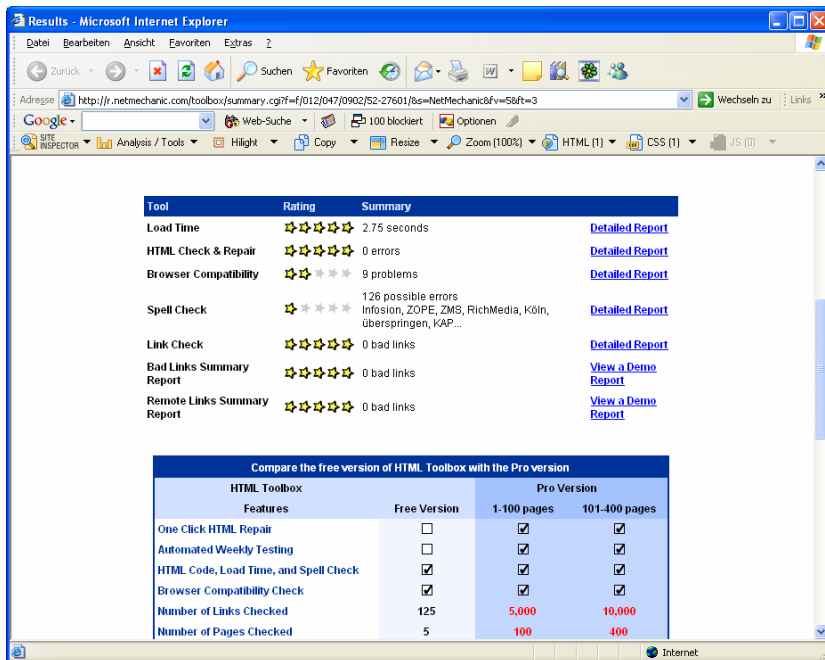 Results - Microsoft Internet Explorer
Datei Bearbeiten Ansicht Favoriten Extras ?
Zurück Suchen Favoriten
Adresse http://r.netmechanic.com/toolbox/summary.cgi?f=f/012/047/0902/52-27601/&s=NetMechanic&fv=5&ft=3 Wechseln zu Links »
Google Web-Suche 100 blockiert Optionen
SITE INSPECTOR Analysis / Tools Hilight Copy Resize Zoom (100%) HTML (1) CSS (1) JS (0)
Tool Rating Summary
Load Time 2.75 seconds Detailed Report
HTML Check & Repair 0 errors Detailed Report
Browser Compatibility 9 problems Detailed Report
126 possible errors
Spell Check Infosion, ZOPE, ZMS, RichMedia, Köln, Detailed Report
überspringen, KAP...
Link Check 0 bad links Detailed Report
Bad Links Summary Report 0 bad links View a Demo Report
Remote Links Summary Report 0 bad links View a Demo Report
Compare the free version of HTML Toolbox with the Pro version
HTML Toolbox Pro Version
Features Free Version 1-100 pages 101-400 pages
One Click HTML Repair
Automated Weekly Testing
HTML Code, Load Time, and Spell Check
Browser Compatibility Check
Number of Links Checked 125 5,000 10,000
Number of Pages Checked 5 100 400
Internet